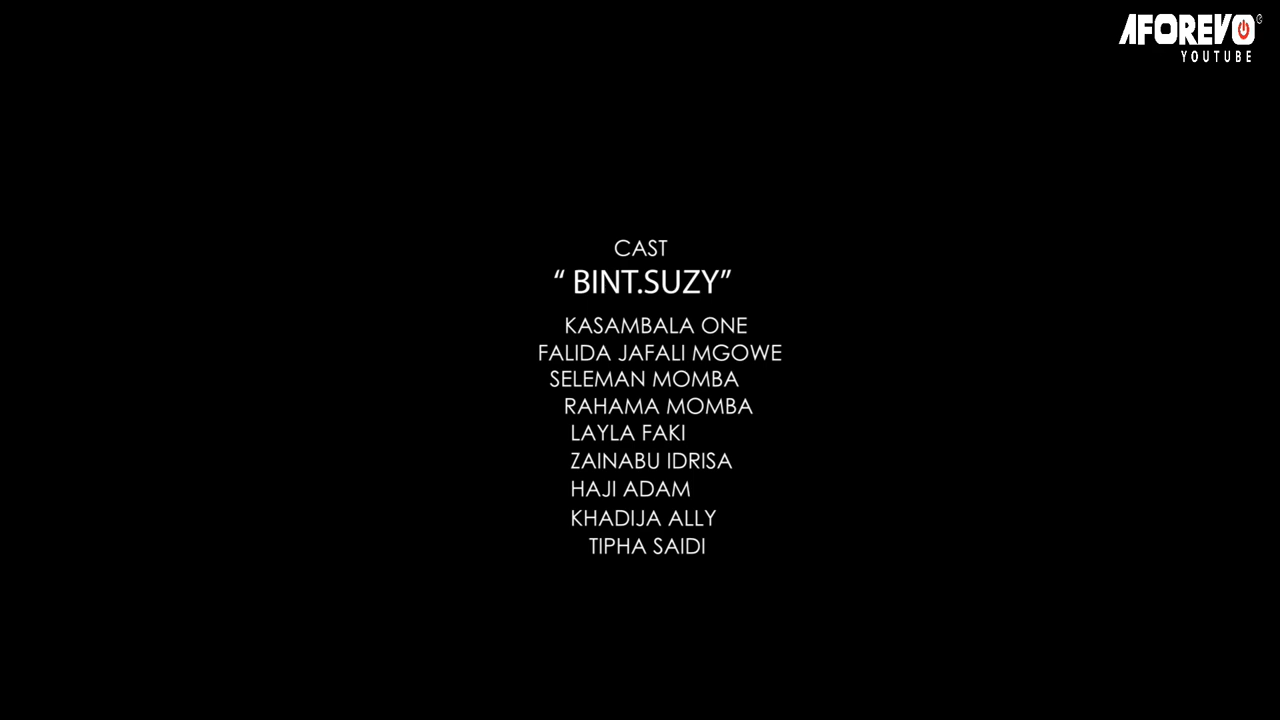 AFOREVO
YOUTUBE
CAST
“ BINT.SUZY”
KASAMBALA ONE
FALIDA JAFALI MGOWE
SELEMAN MOMBA
RAHAMA MOMBA
LAYLA FAKI
ZAINABU IDRISA
HAJI ADAM
KHADIJA ALLY
TIPHA SAIDI